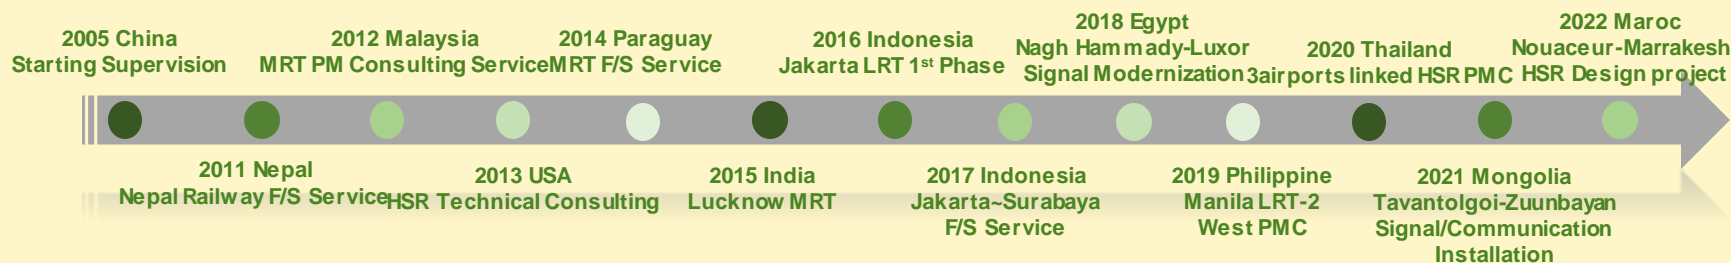 2005 China
Starting Supervision
2011 Nepal
Nepal Railway F/S Service
2012 Malaysia
MRT PM Consulting Service
2013 USA
HSR Technical Consulting
2014 Paraguay
MRT F/S Service
2015 India
Lucknow MRT
2016 Indonesia
Jakarta LRT 1st Phase
2017 Indonesia
Jakarta~Surabaya
F/S Service
2018 Egypt
Nagh Hammady-Luxor
Signal Modernization
2019 Philippine
Manila LRT-2
West PMC
2020 Thailand
3airports linked HSR PMC
2021 Mongolia
Tavantolgoi-Zuunbayan
Signal/Communication
Installation
2022 Maroc
Nouaceur-Marrakesh
HSR Design project